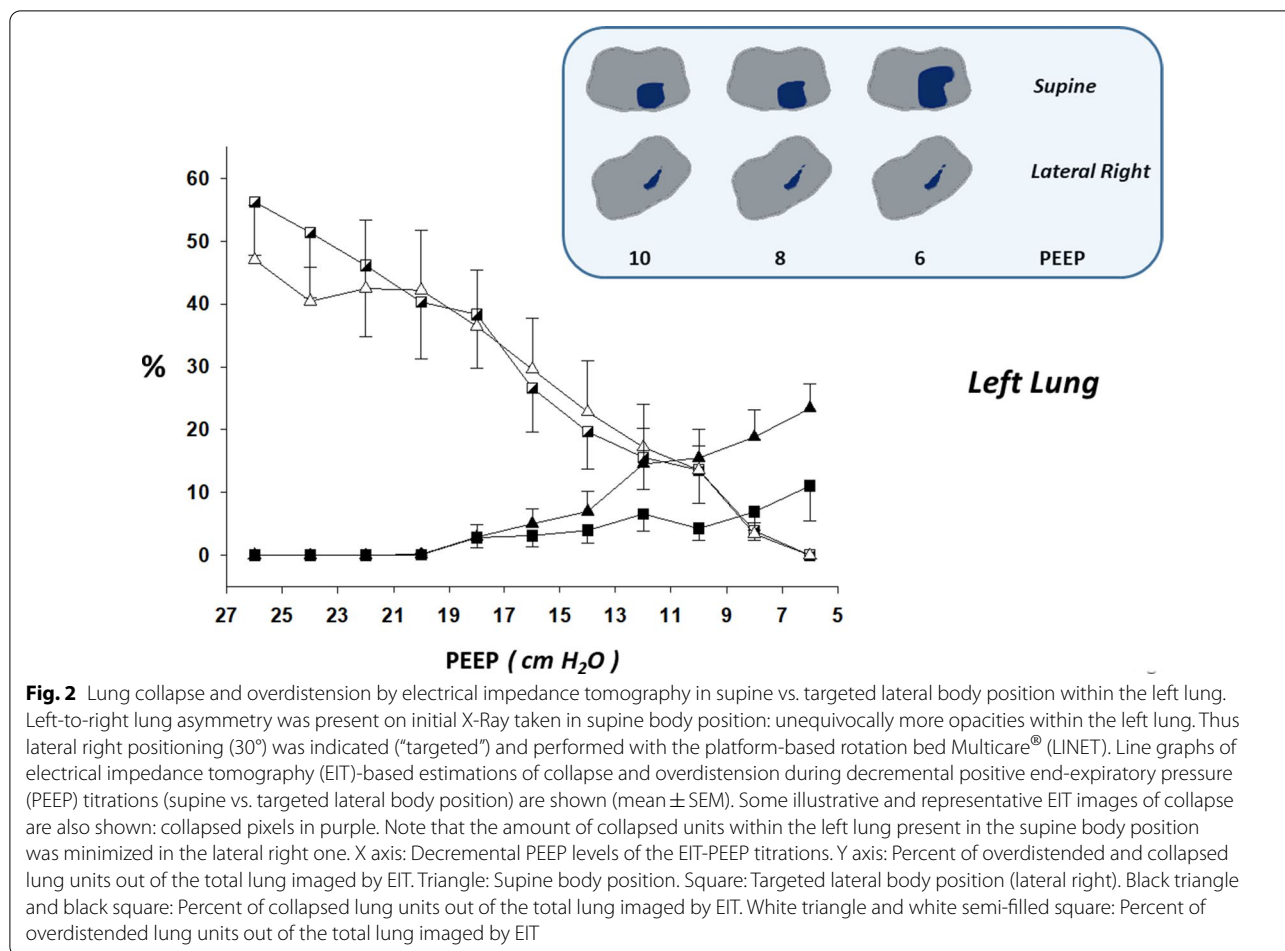 Supine
Lateral Right
10 8 6 PEEP
60
50
40
30
20
10
0
%
Left Lung
27 25 23 21 19 17 15 13 11 9 7 5
PEEP ( cm H₂O )
Fig. 2 Lung collapse and overdistension by electrical impedance tomography in supine vs. targeted lateral body position within the left lung.
Left-to-right lung asymmetry was present on initial X-Ray taken in supine body position: unequivocally more opacities within the left lung. Thus
lateral right positioning (30°) was indicated (“targeted”) and performed with the platform-based rotation bed Multicare® (LINET). Line graphs of
electrical impedance tomography (EIT)-based estimations of collapse and overdistension during decremental positive end-expiratory pressure
(PEEP) titrations (supine vs. targeted lateral body position) are shown (mean ± SEM). Some illustrative and representative EIT images of collapse
are also shown: collapsed pixels in purple. Note that the amount of collapsed units within the left lung present in the supine body position
was minimized in the lateral right one. X axis: Decremental PEEP levels of the EIT-PEEP titrations. Y axis: Percent of overdistended and collapsed
lung units out of the total lung imaged by EIT. Triangle: Supine body position. Square: Targeted lateral body position (lateral right). Black triangle
and black square: Percent of collapsed lung units out of the total lung imaged by EIT. White triangle and white semi-filled square: Percent of
overdistended lung units out of the total lung imaged by EIT